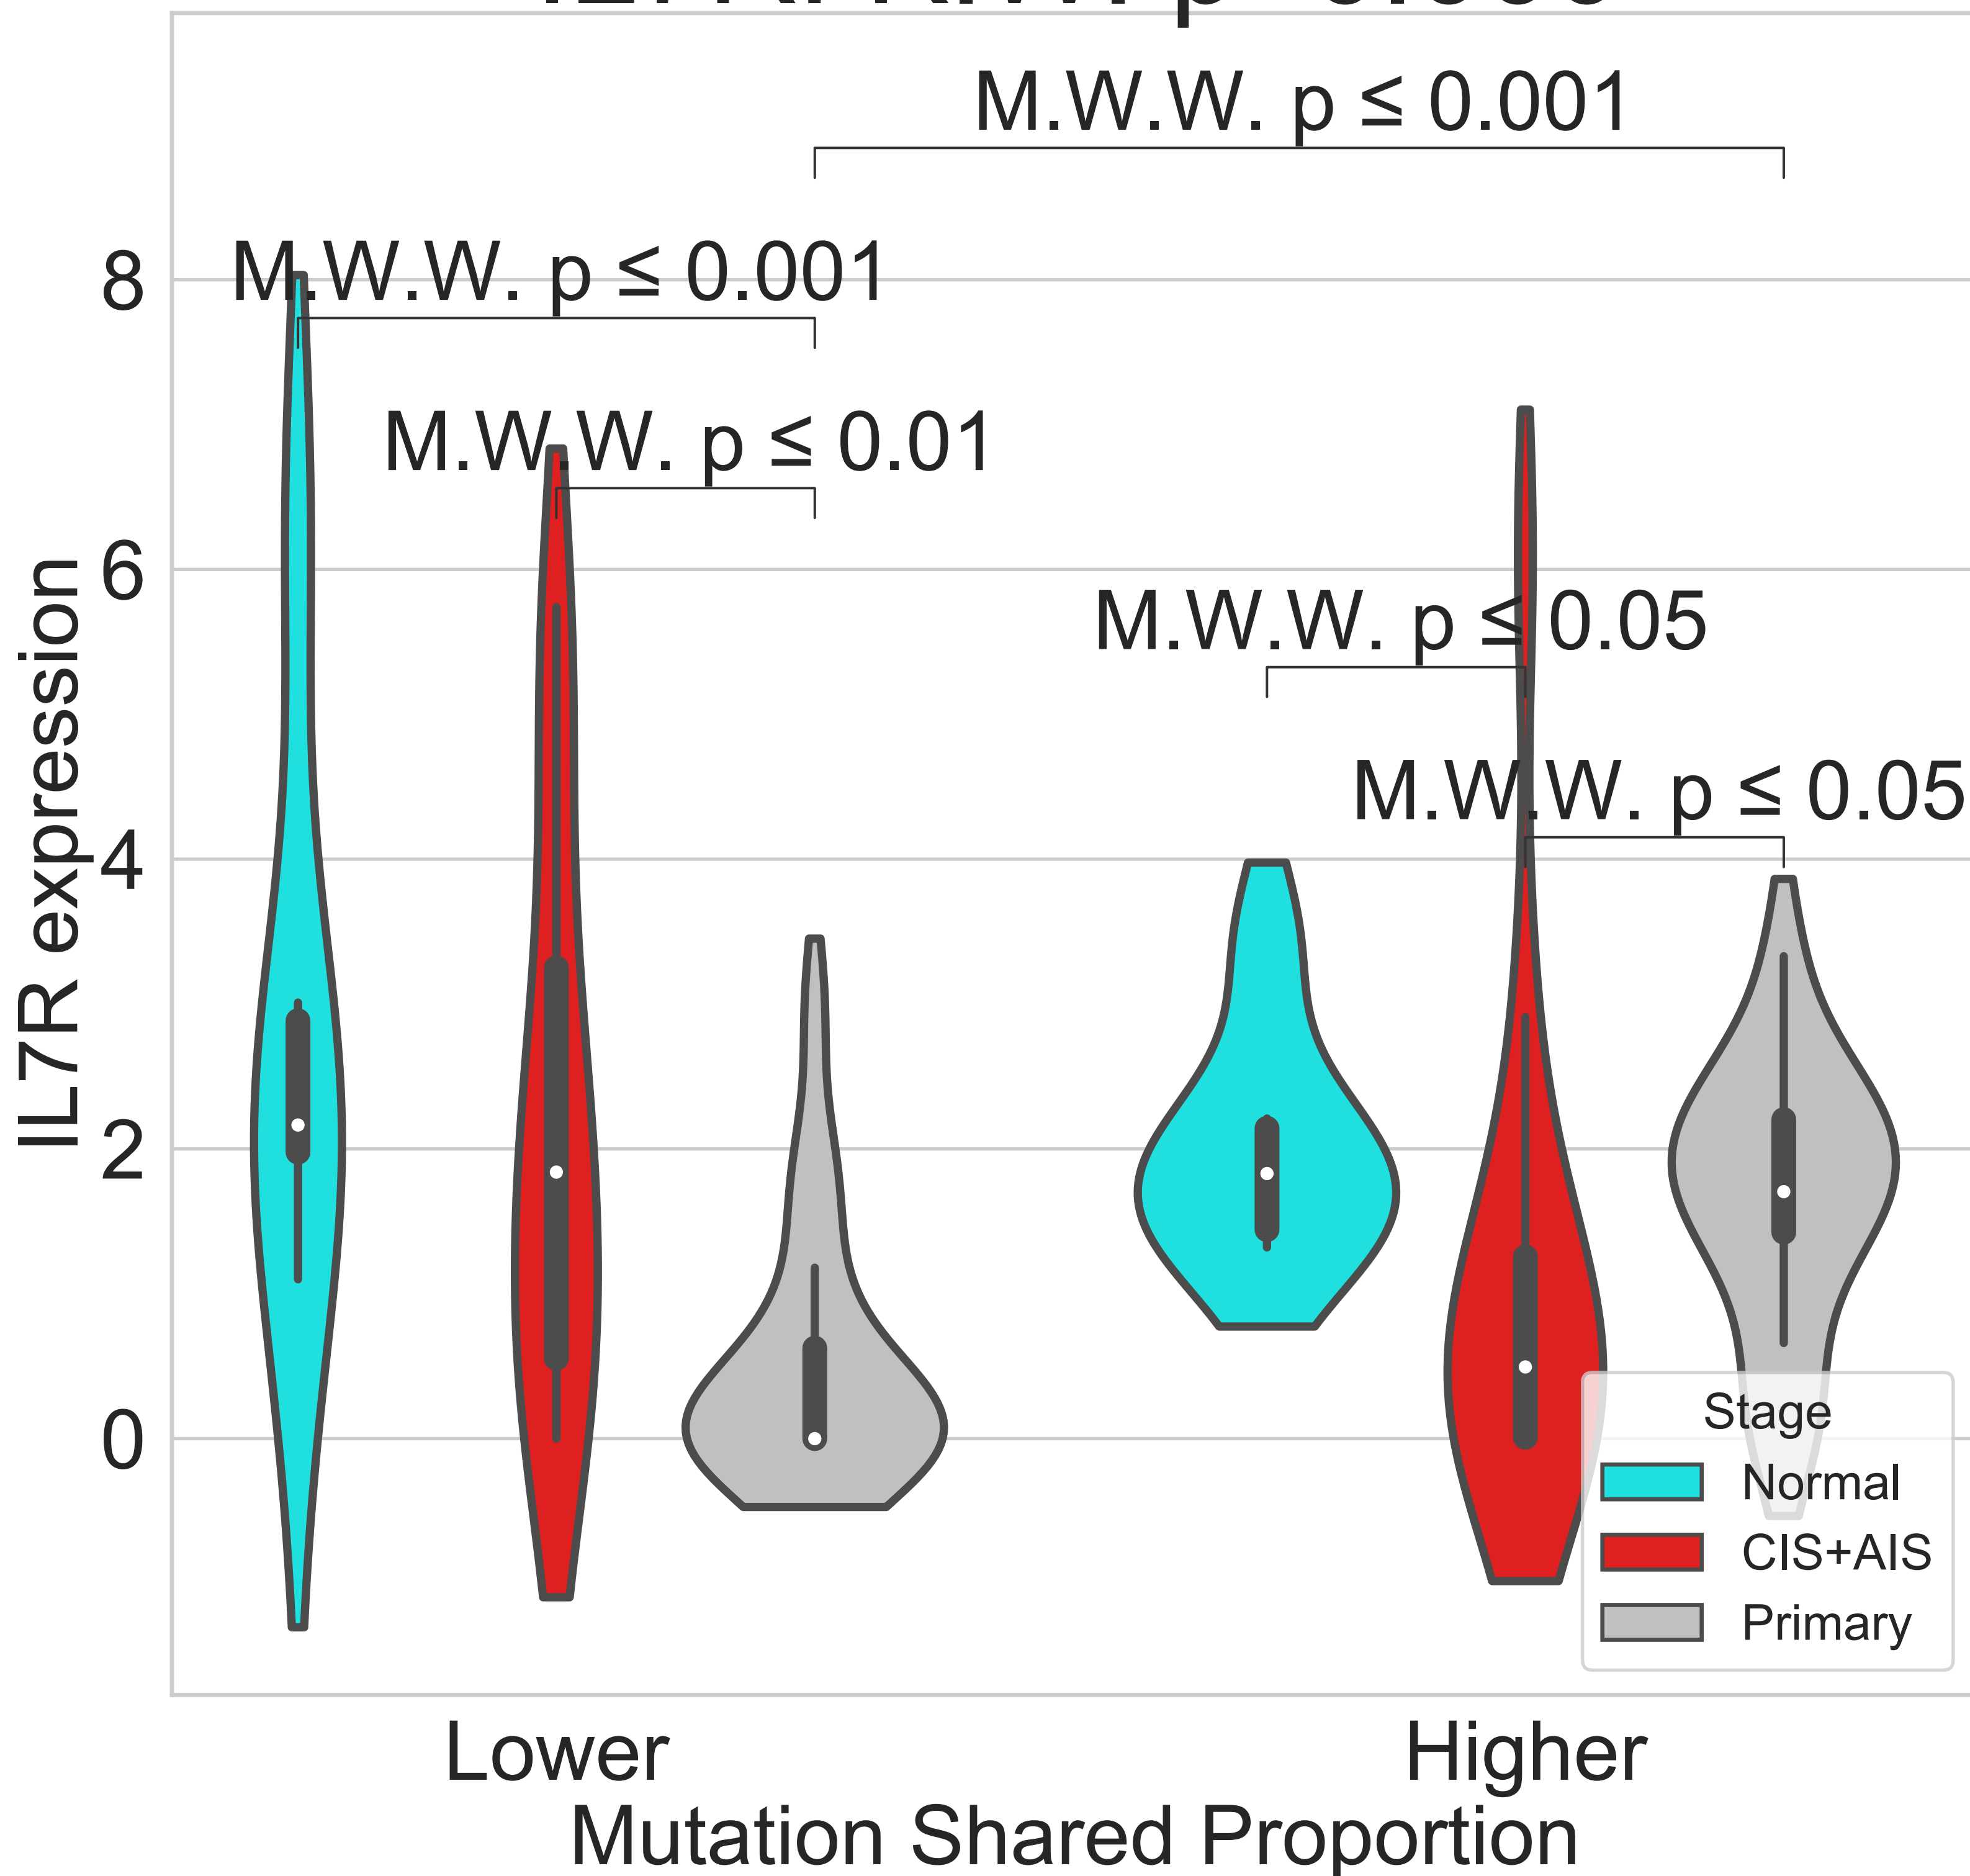 M.W.W. p ≤ 0.001
8
M.W.W. p ≤ 0.001
M.W.W. p ≤ 0.01
6
M.W.W. p ≤ 0.05
M.W.W. p ≤ 0.05
4
IL7R expression
2
0
Stage
Normal
CIS+AIS
Primary
Lower
Higher
Mutation Shared Proportion